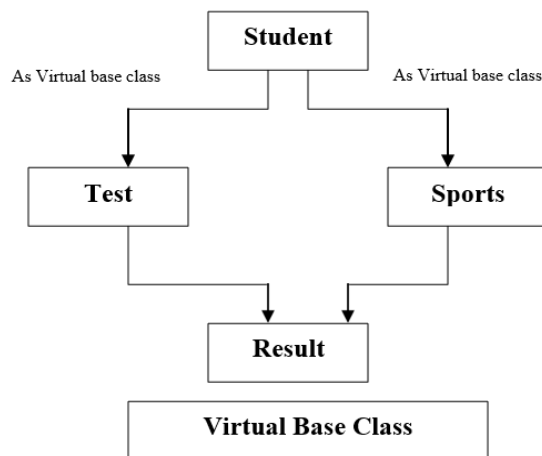 Student
As Virtual base class
As Virtual base class
Test
Sports
Result
Virtual Base Class